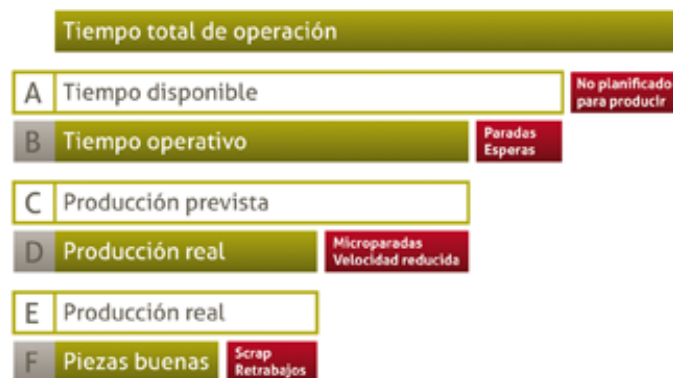 Tiempo total de operación
A Tiempo disponible
No planificado
para producir
B Tiempo operativo
Paradas
Esperas
C Producción prevista
D Producción real
Microparadas
Velocidad reducida
E Producción real
F Piezas buenas
Scrap
Retrabajos